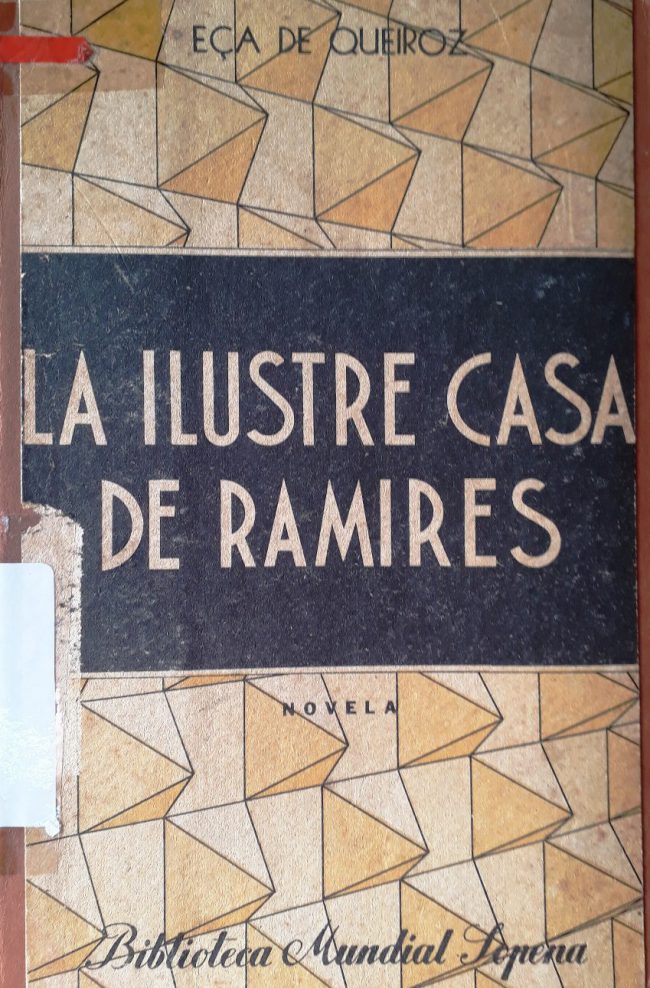 EÇA DE QUEIROZ
LA ILUSTRE CASA
DE RAMIRES
NOVELA
Biblioteca Mundial Sopena